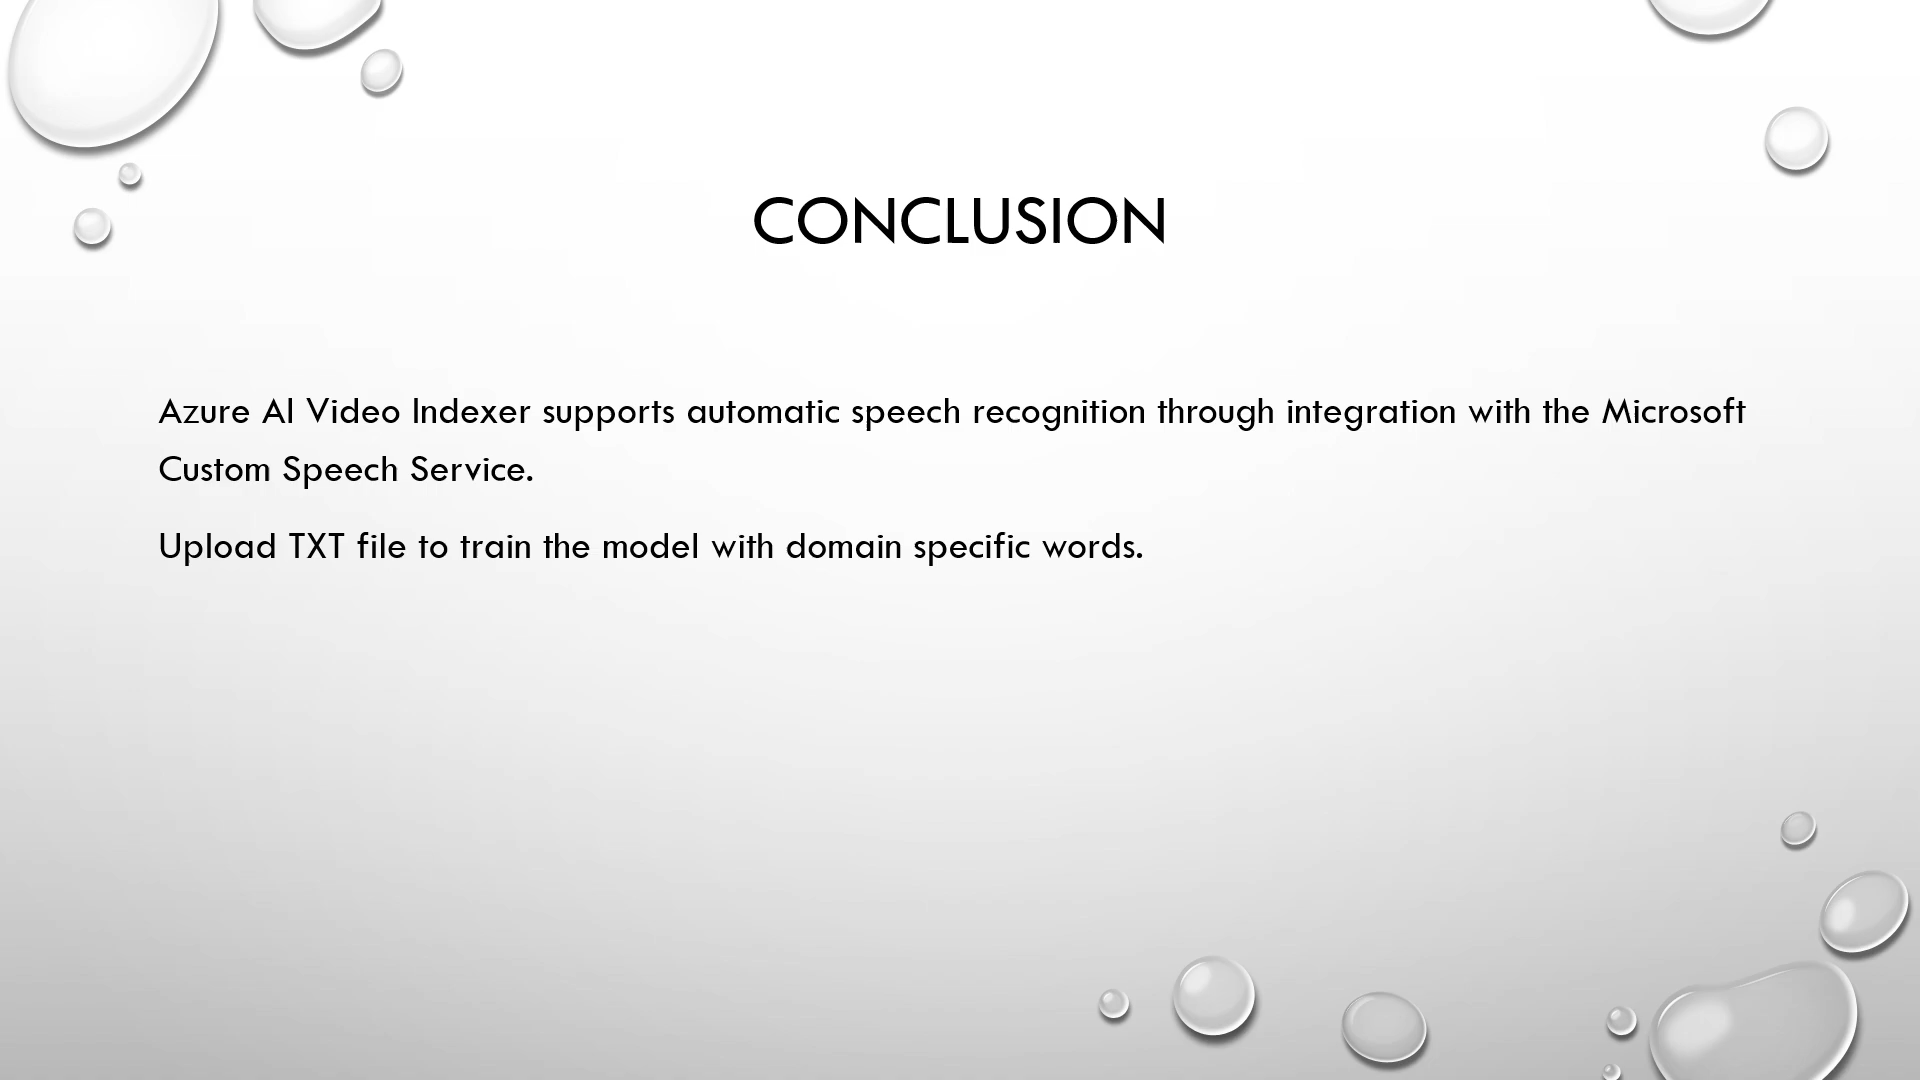 CONCLUSION
Azure AI Video Indexer supports automatic speech recognition through integration with the Microsoft
Custom Speech Service.
Upload TXT file to train the model with domain specific words.